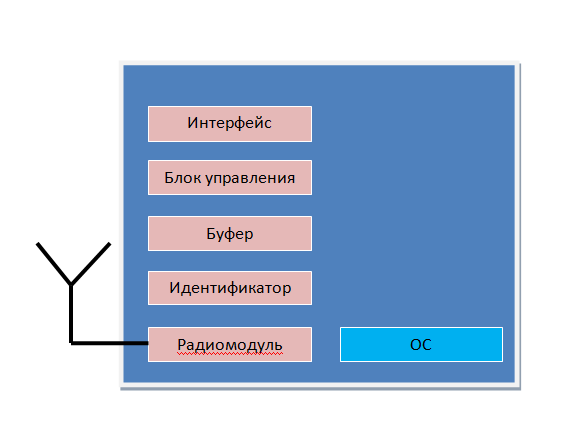 Интерфейс
Блок управления
Буфер
Идентификатор
Радиомодуль
ОС